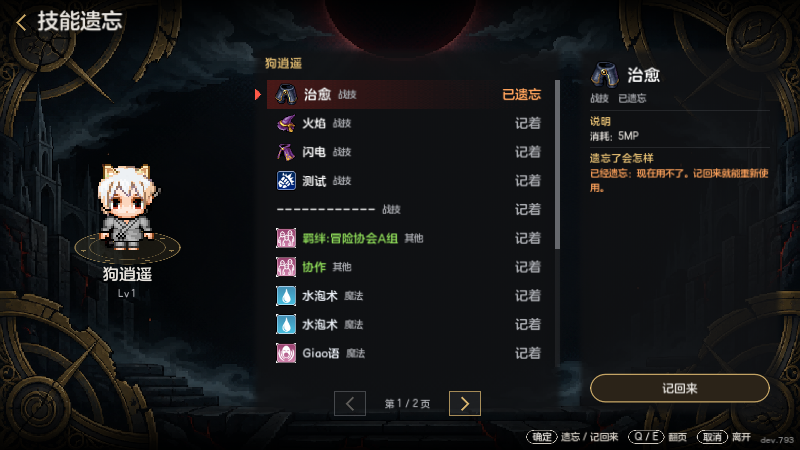 技能遗忘
狗逍遥
治愈 战技 已遗忘
火焰 战技 记着
闪电 战技 记着
测试 战技 记着
------------- 战技 记着
羁绊:冒险协会A组 其他 记着
协作 其他 记着
水泡术 魔法 记着
水泡术 魔法 记着
Giao语 魔法 记着
第 1 / 2 页
狗逍遥
Lv1
治愈
战技 已遗忘
说明
消耗: 5MP
遗忘了会怎样
已经遗忘: 现在用不了。记回来就能重新使
用。
记回来
确定 遗忘 / 记回来 Q / E 翻页 取消 离开
dev.793